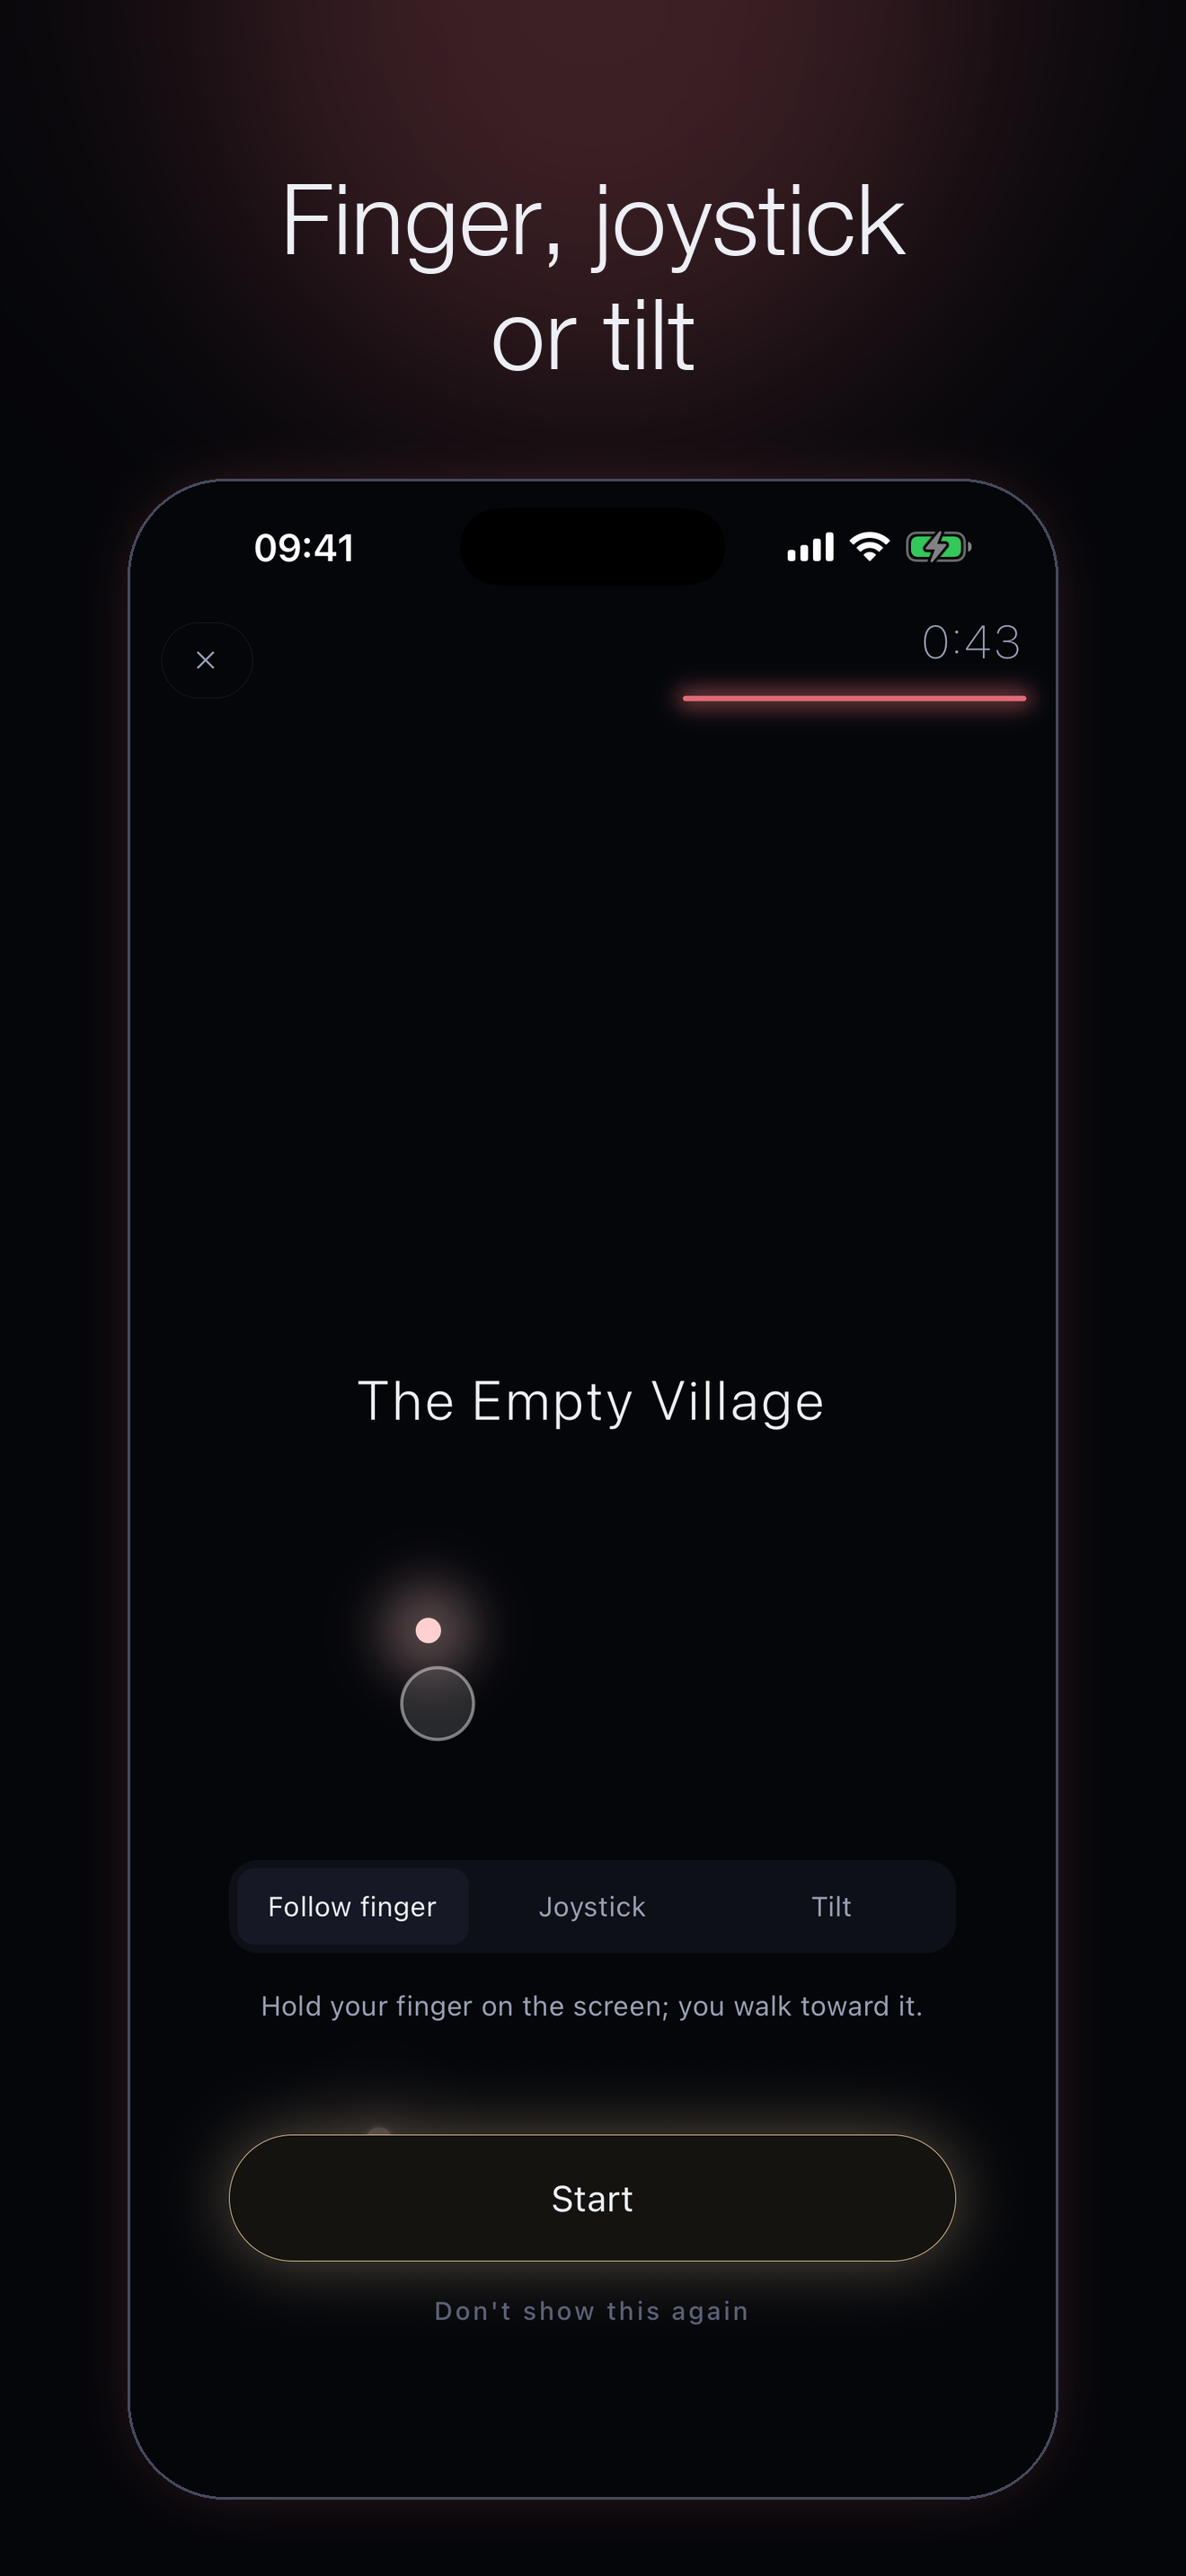 Finger, joystick
or tilt
09:41
0:43
The Empty Village
Follow finger
Joystick
Tilt
Hold your finger on the screen; you walk toward it.
Start
Don't show this again